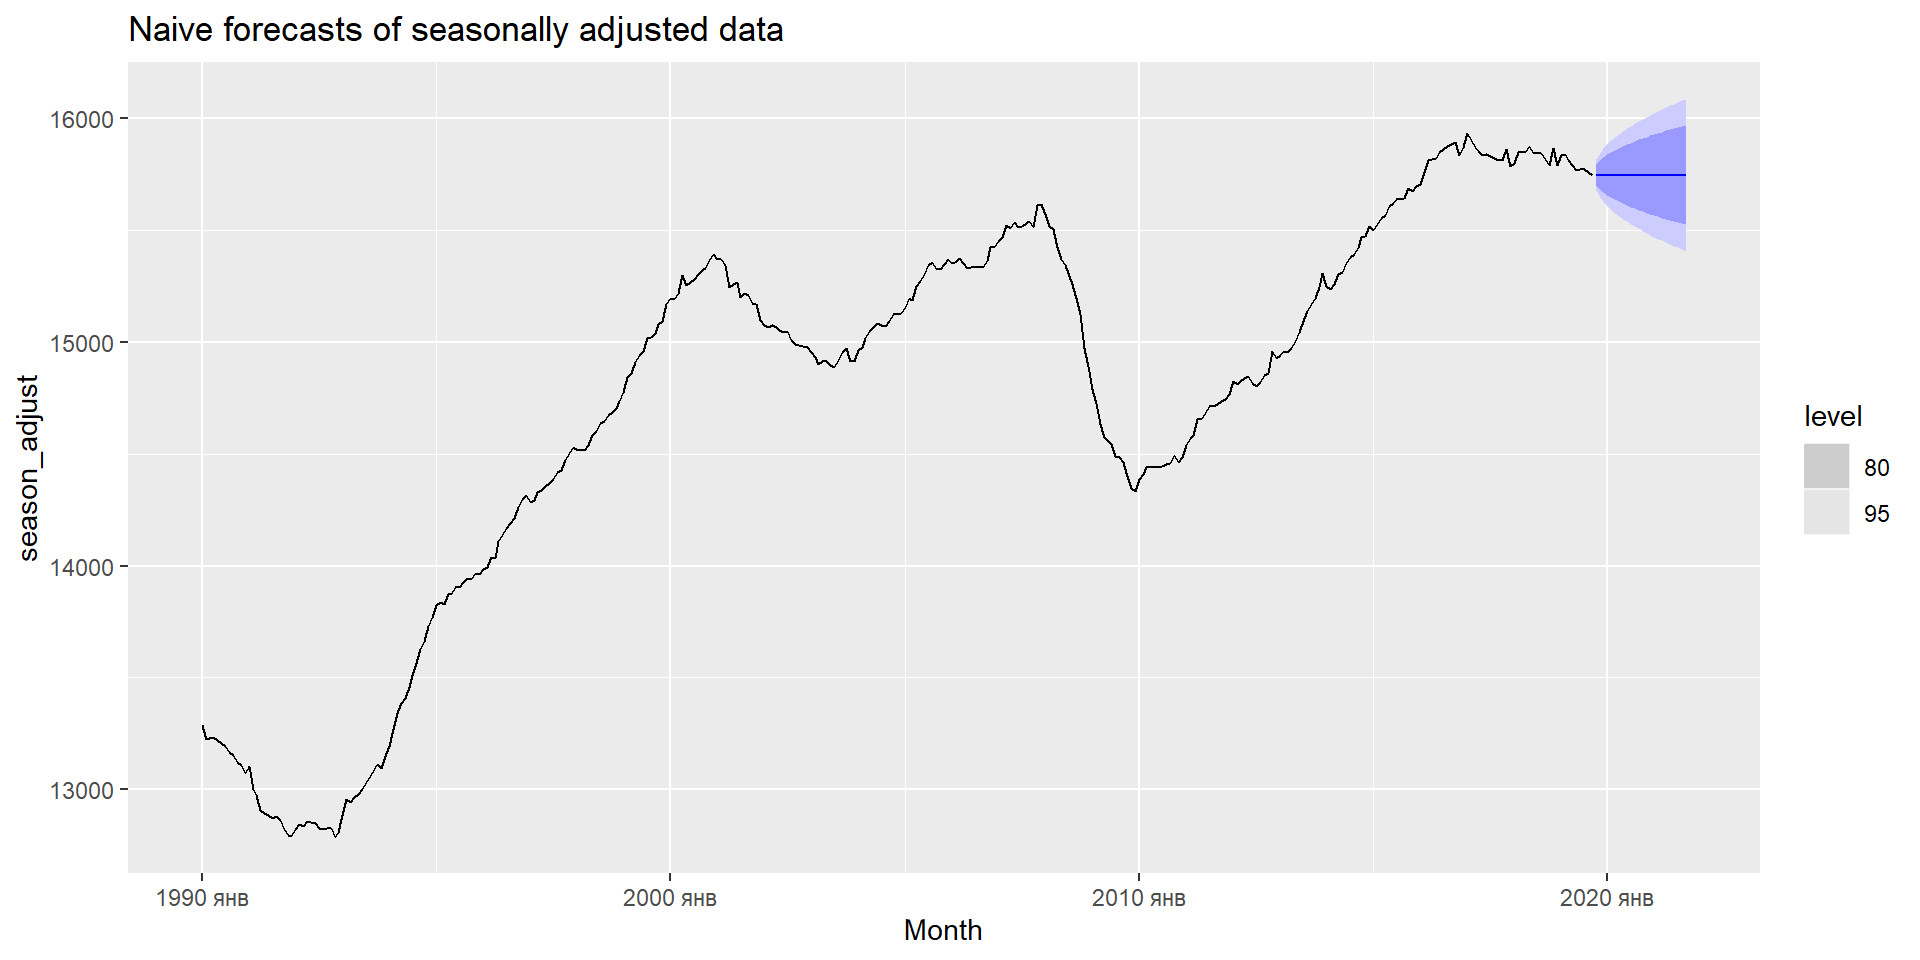 Naive forecasts of seasonally adjusted data
season_adjust
16000
15000
14000
13000
1990 янв
2000 янв
2010 янв
2020 янв
Month
level
80
95